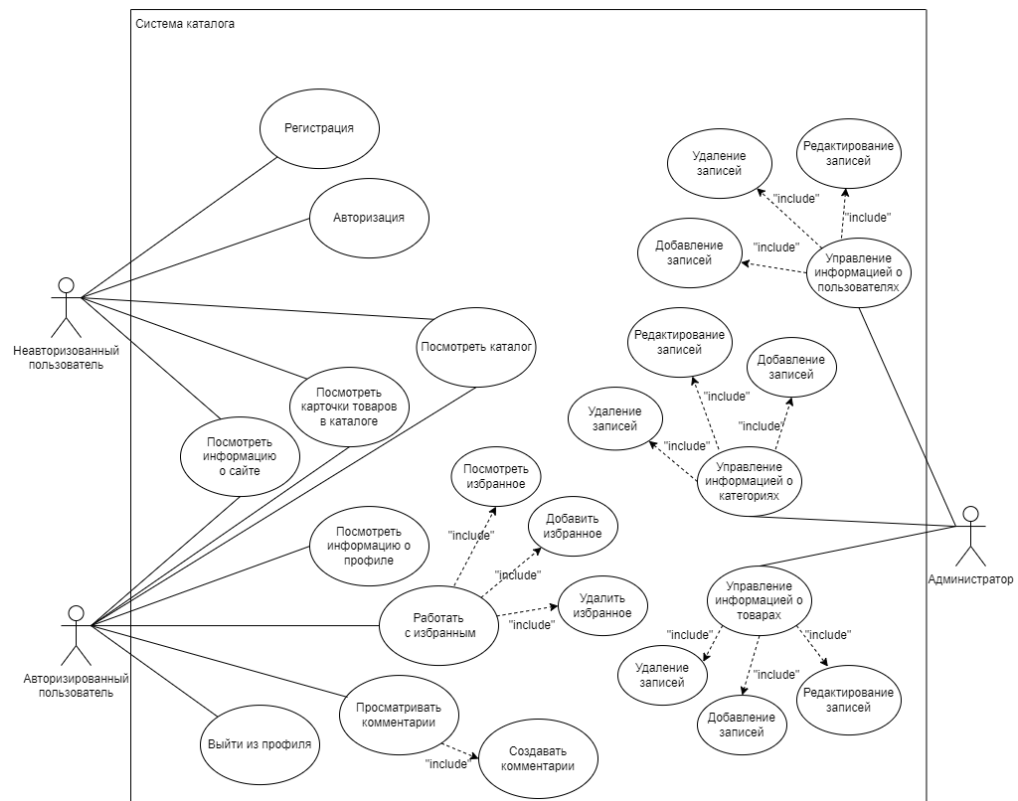 Система каталога
Регистрация
Авторизация
Неавторизованный
пользователь
Посмотреть каталог
Посмотреть
карточки товаров
в каталоге
Посмотреть
информацию
о сайте
Удаление
записей
Редактирование
записей
"include"
"include"
Добавление
записей
"include"
Управление
информацией о
пользователях
Редактирование
записей
Добавление
записей
"include"
"include"
Удаление
записей
"include"
Управление
информацией о
категориях
Администратор
Посмотреть
избранное
"include"
Добавить
избранное
"include"
Посмотреть
информацию о
профиле
Работать
с избранным
Удалить
избранное
"include"
Авторизированный
пользователь
Просматривать
комментарии
"include"
Создавать
комментарии
Выйти из профиля
Управление
информацией о
товарах
"include"
"include"
"include"
Удаление
записей
Добавление
записей
Редактирование
записей